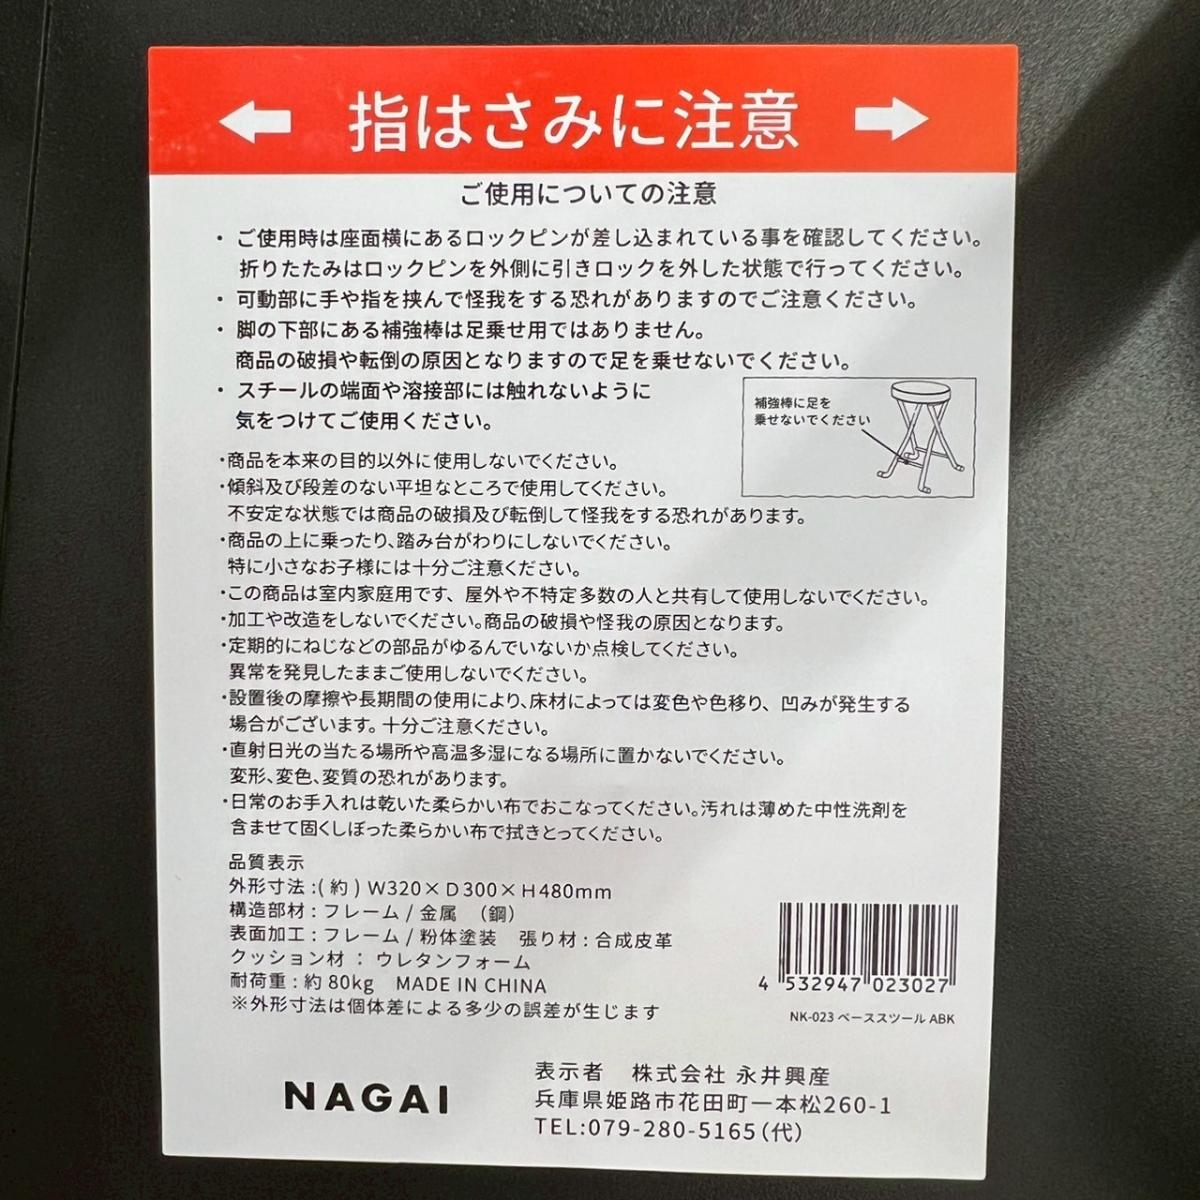 指はさみに注意
ご使用についての注意
・ご使用時は座面横にあるロックピンが差し込まれている事を確認してください。
折りたたみはロックピンを外側に引きロックを外した状態で行ってください。
・可動部に手や指を挟んで怪我をする恐れがありますのでご注意ください。
・脚の下部にある補強棒は足乗せ用ではありません。
商品の破損や転倒の原因となりますので足を乗せないでください。
・スチールの端面や溶接部には触れないように
気をつけてご使用ください。
補強棒に足を
乗せないでください
・商品を本来の目的以外に使用しないでください。
・傾斜及び段差のない平坦なところで使用してください。
不安定な状態では商品の破損及び転倒して怪我をする恐れがあります。
・商品の上に乗ったり、踏み台がわりにしないでください。
特に小さなお子様には十分ご注意ください。
・この商品は室内家庭用です、屋外や不特定多数の人と共有して使用しないでください。
・加工や改造をしないでください。商品の破損や怪我の原因となります。
・定期的にねじなどの部品がゆるんでいないか点検してください。
異常を発見したままご使用しないでください。
・設置後の摩擦や長期間の使用により、床材によっては変色や色移り、凹みが発生する
場合がございます。十分ご注意ください。
・直射日光の当たる場所や高温多湿になる場所に置かないでください。
変形、変色、変質の恐れがあります。
・日常のお手入れは乾いた柔らかい布でおこなってください。汚れは薄めた中性洗剤を
含ませて固くしぼった柔らかい布で拭きとってください。
品質表示
外形寸法:(約)W320×D300×H480mm
構造部材:フレーム/金属 (鋼)
表面加工:フレーム/粉体塗装 張り材:合成皮革
クッション材:ウレタンフォーム
耐荷重:約80kg MADE IN CHINA
※外形寸法は個体差による多少の誤差が生じます
4 532947 023027
NK-023 ベーススツール ABK
NAGAI
表示者 株式会社 永井興産
兵庫県姫路市花田町一本松260-1
TEL:079-280-5165(代)